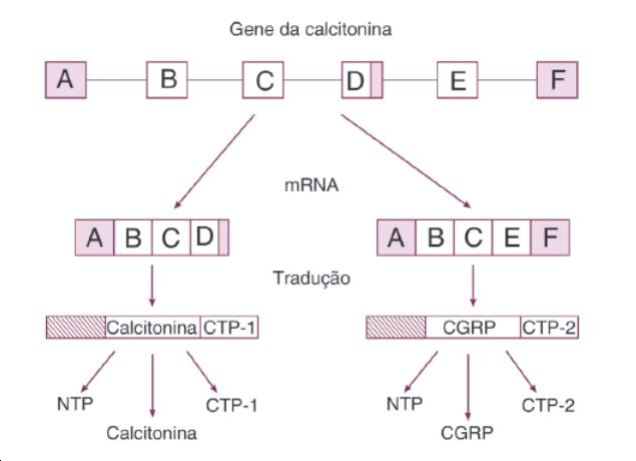 Gene da calcitonina
A B C D E F
mRNA
A B C D
A B C E F
Tradução
Calcitonina CTP-1
CGRP CTP-2
NTP
CTP-1
Calcitonina
NTP
CTP-2
CGRP